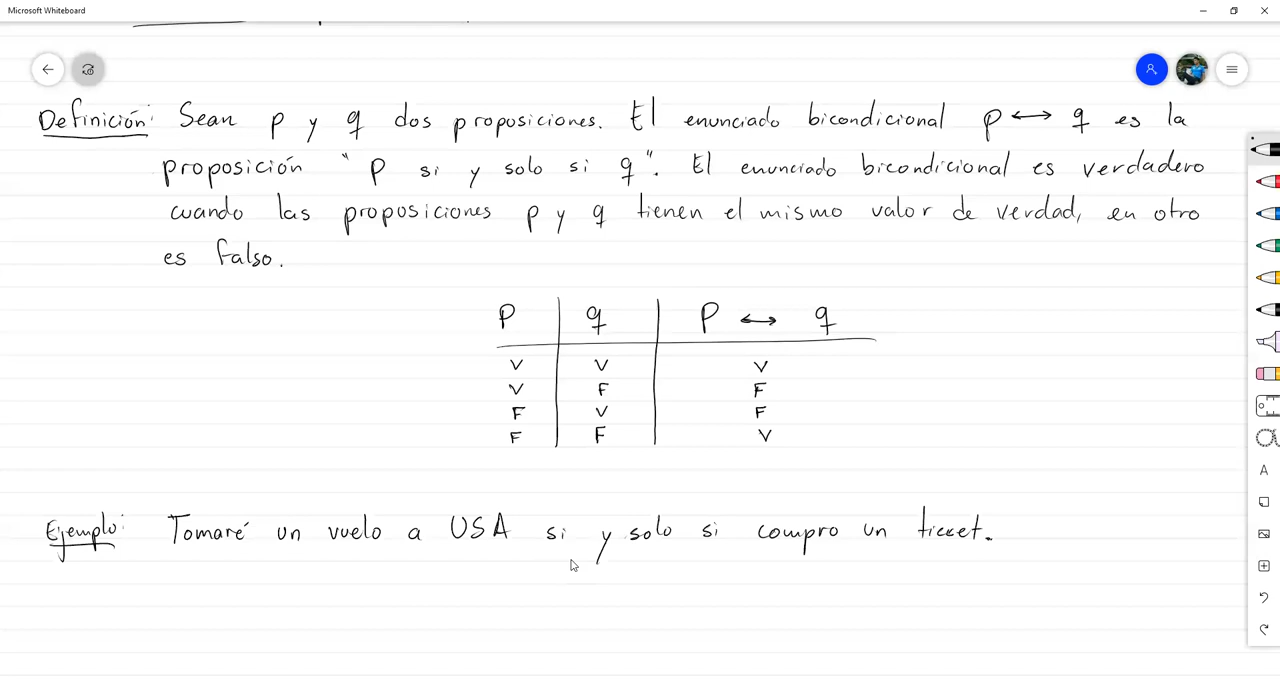 Microsoft Whiteboard
Definición: Sean p y q dos proposiciones. El enunciado bicondicional p ↔ q es la
proposición "p si y solo si q". El enunciado bicondicional es verdadero
cuando las proposiciones p y q tienen el mismo valor de verdad, en otro
es falso.
P q P ↔ q
V V V
V F F
F V F
F F V
Ejemplo: Tomaré un vuelo a USA si y solo si compro un ticket.
A